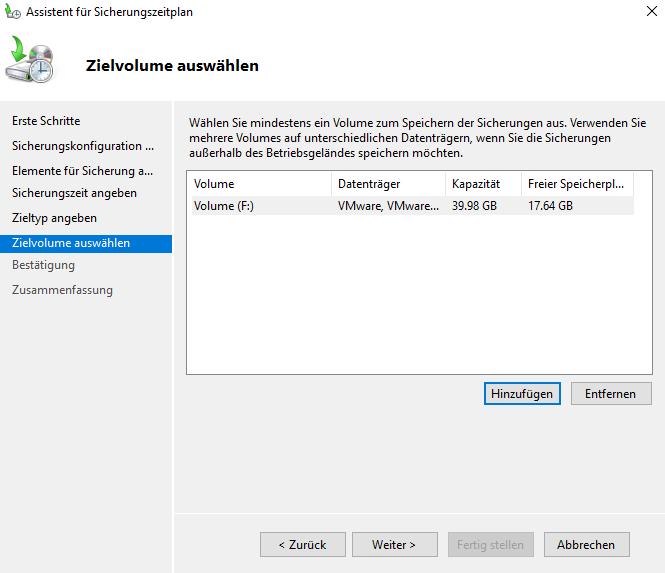 Assistent für Sicherungszeitplan
Zielvolume auswählen
Erste Schritte
Sicherungskonfiguration ...
Elemente für Sicherung a...
Sicherungszeit angeben
Zieltyp angeben
Zielvolume auswählen
Bestätigung
Zusammenfassung
Wählen Sie mindestens ein Volume zum Speichern der Sicherungen aus. Verwenden Sie
mehrere Volumes auf unterschiedlichen Datenträgern, wenn Sie die Sicherungen
außerhalb des Betriebsgeländes speichern möchten.
Volume Datenträger Kapazität Freier Speicherpl...
Volume (F:) VMware, VMware... 39.98 GB 17.64 GB
Hinzufügen Entfernen
< Zurück Weiter > Fertig stellen Abbrechen